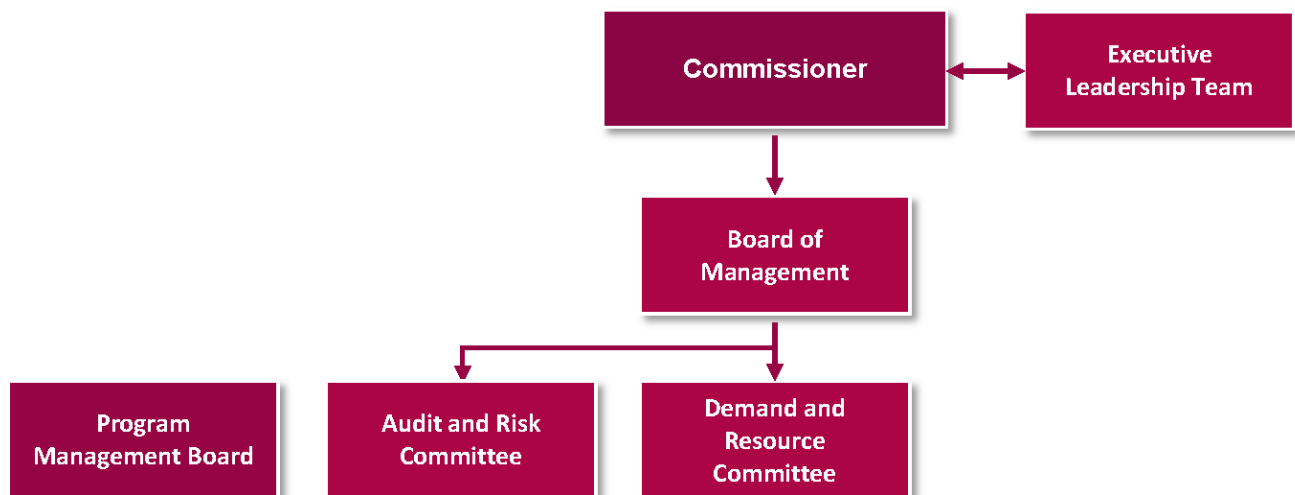 Commissioner
Executive
Leadership Team
Board of
Management
Program
Management Board
Audit and Risk
Committee
Demand and
Resource
Committee